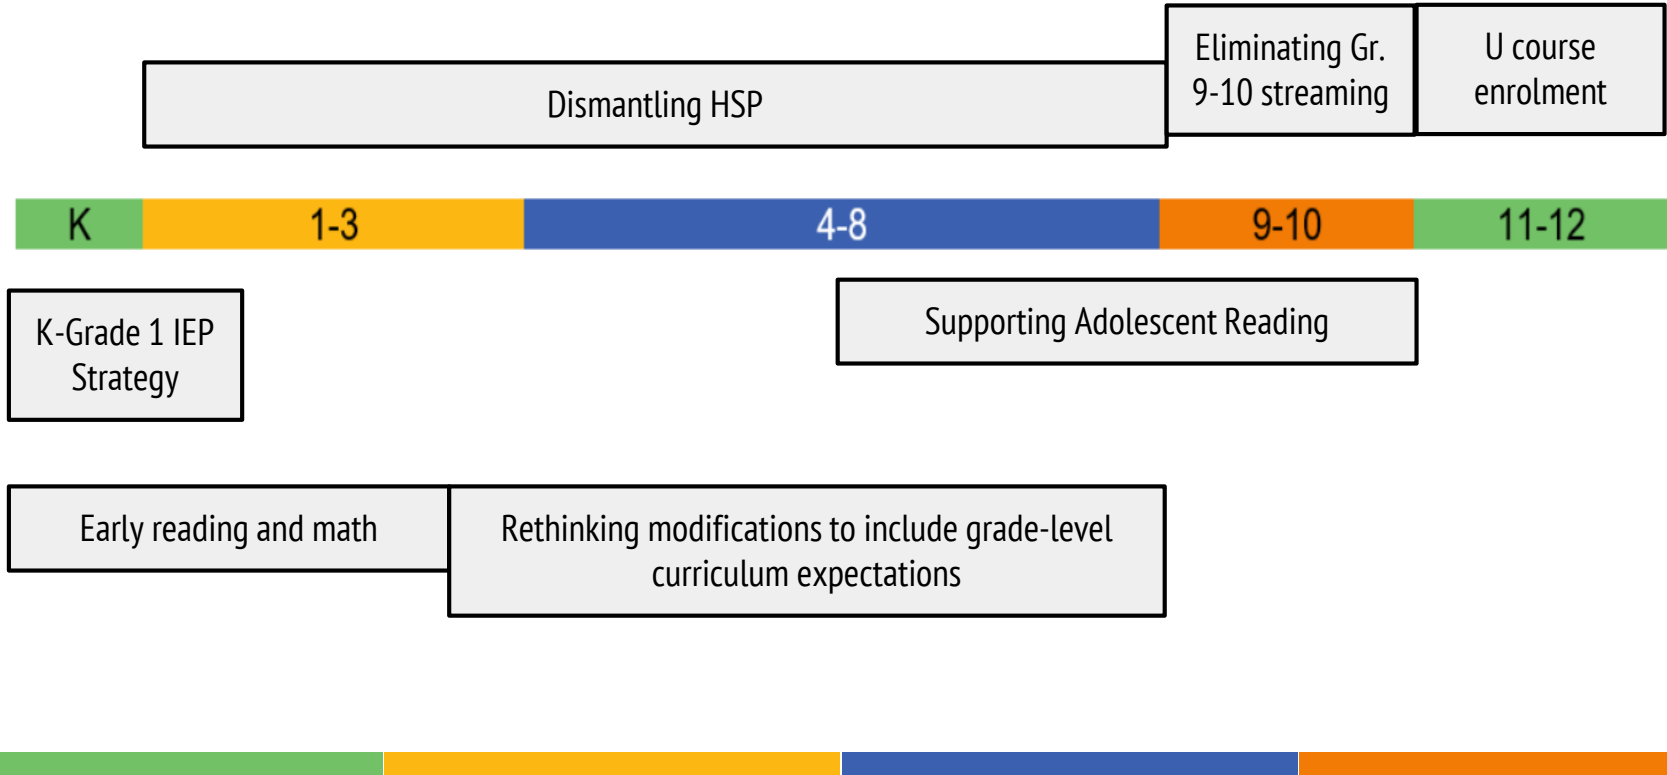 Eliminating Gr.
9-10 streaming
U course
enrolment
Dismantling HSP
K
1-3
4-8
9-10
11-12
K-Grade 1 IEP
Strategy
Supporting Adolescent Reading
Early reading and math
Rethinking modifications to include grade-level
curriculum expectations